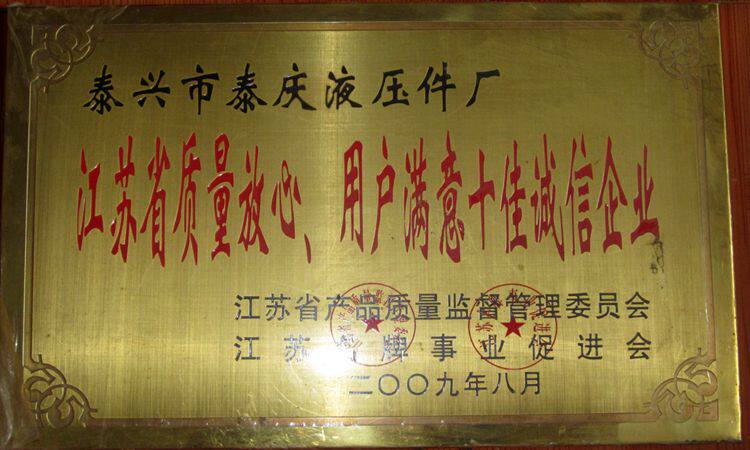 泰兴市泰庆液压件厂
江苏省质量放心、用户满意十佳诚信企业
江苏省产品质量监督管理委员会
江苏 牌事业促进会
二〇〇九年八月